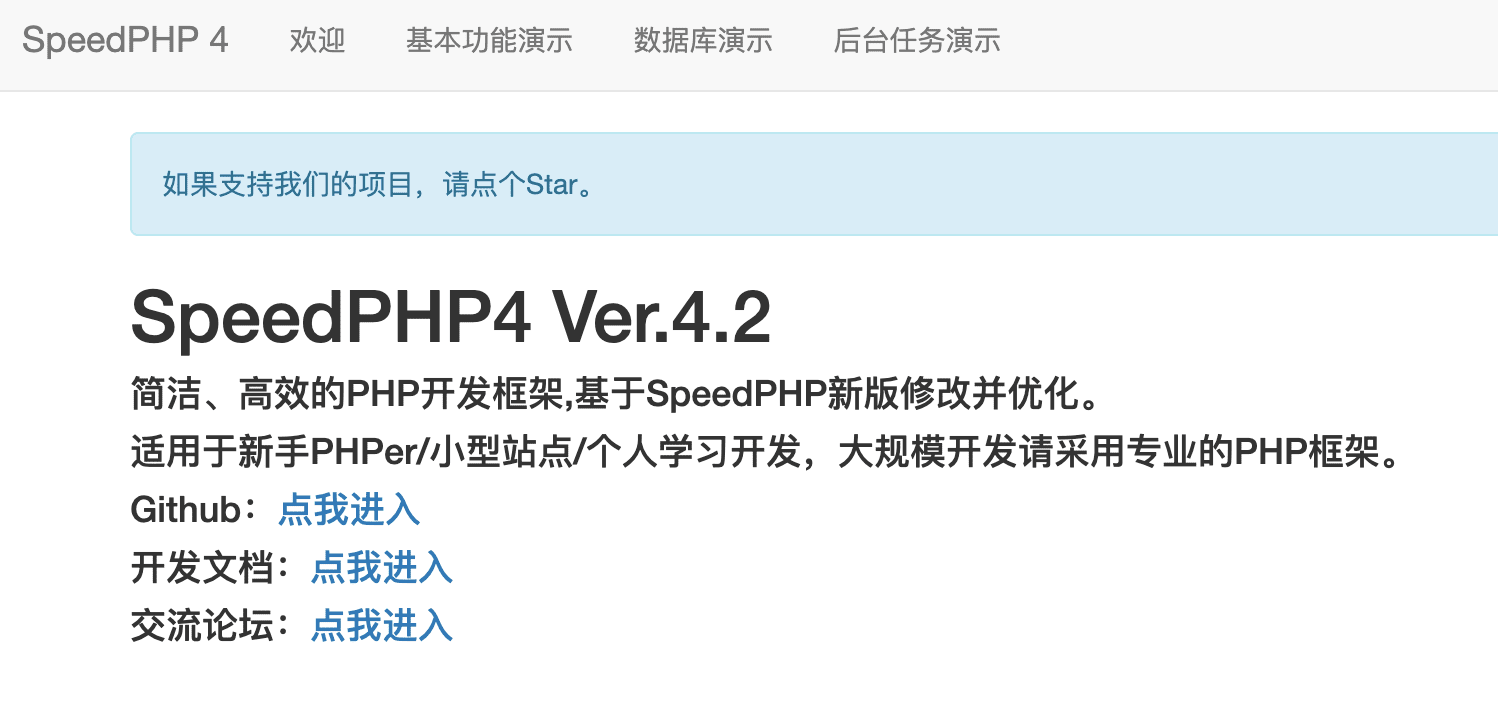 SpeedPHP 4 欢迎 基本功能演示 数据库演示 后台任务演示
如果支持我们的项目，请点个Star。
SpeedPHP4 Ver.4.2
简洁、高效的PHP开发框架,基于SpeedPHP新版修改并优化。
适用于新手PHPer/小型站点/个人学习开发，大规模开发请采用专业的PHP框架。
Github：点我进入
开发文档：点我进入
交流论坛：点我进入